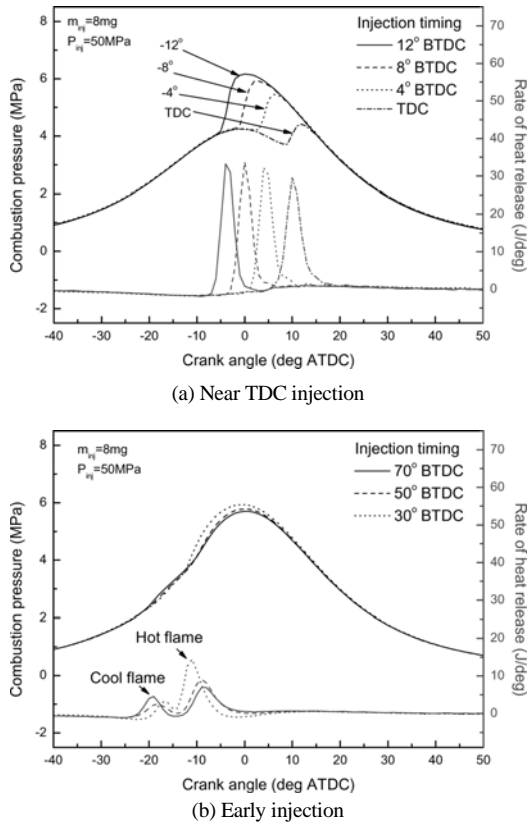 m_inj=8mg
P_inj=50MPa
Injection timing
12° BTDC
8° BTDC
4° BTDC
TDC
-12°
-8°
-4°
TDC
Combustion pressure (MPa)
8
6
4
2
0
-2
Rate of heat release (J/deg)
70
60
50
40
30
20
10
0
-40 -30 -20 -10 0 10 20 30 40 50
Crank angle (deg ATDC)
(a) Near TDC injection
m_inj=8mg
P_inj=50MPa
Injection timing
70° BTDC
50° BTDC
30° BTDC
Hot flame
Cool flame
Combustion pressure (MPa)
8
6
4
2
0
-2
Rate of heat release (J/deg)
70
60
50
40
30
20
10
0
-40 -30 -20 -10 0 10 20 30 40 50
Crank angle (deg ATDC)
(b) Early injection